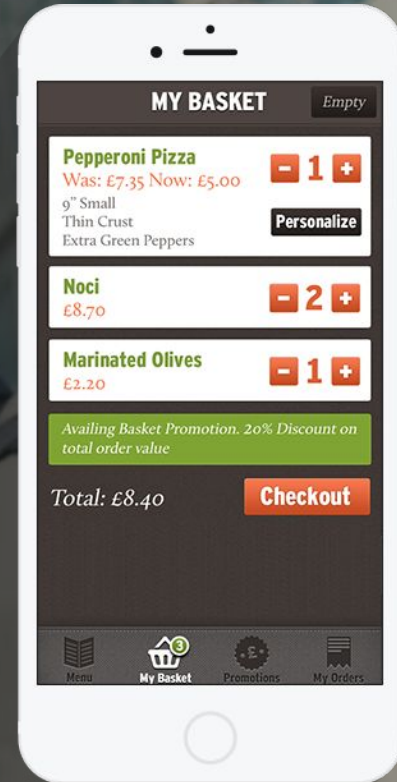 MY BASKET
Empty
Pepperoni Pizza
Was: £7.35 Now: £5.00
9" Small
Thin Crust
Extra Green Peppers
- 1 +
Personalize
Noci
£8.70
- 2 +
Marinated Olives
£2.20
- 1 +
Availing Basket Promotion. 20% Discount on
total order value
Total: £8.40
Checkout
3
£
Menu
My Basket
Promotions
My Orders